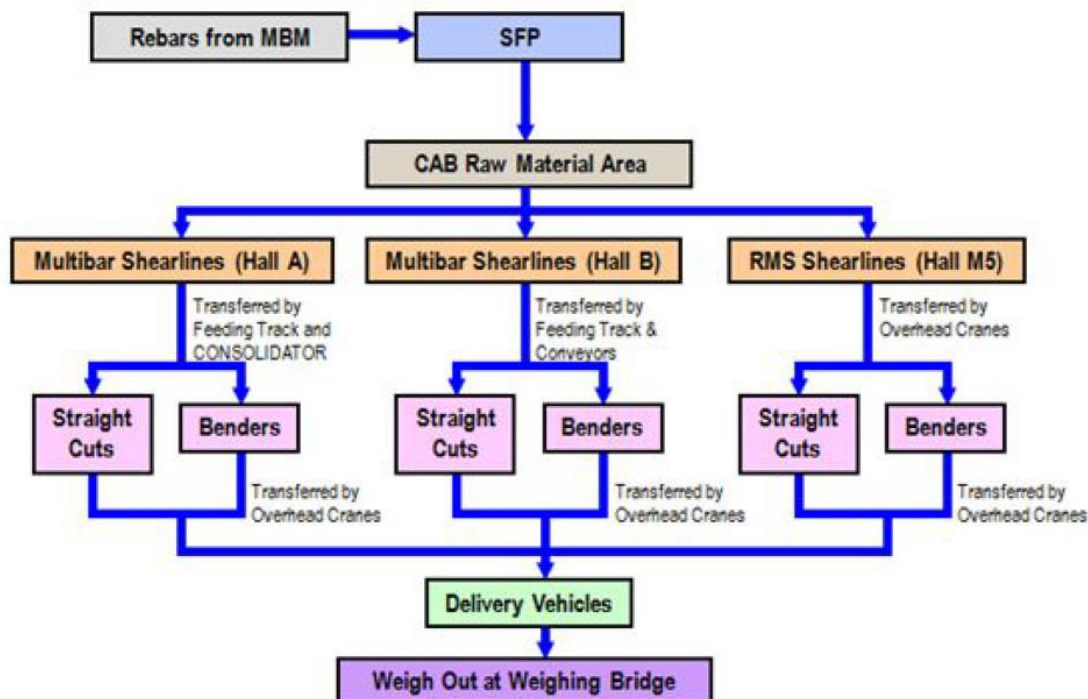 Rebars from MBM
SFP
CAB Raw Material Area
Multibar Shearlines (Hall A)
Multibar Shearlines (Hall B)
RMS Shearlines (Hall M5)
Transferred by
Feeding Track and
CONSOLIDATOR
Transferred by
Feeding Track &
Conveyors
Transferred by
Overhead Cranes
Straight
Cuts
Benders
Straight
Cuts
Benders
Straight
Cuts
Benders
Transferred by
Overhead Cranes
Transferred by
Overhead Cranes
Transferred by
Overhead Cranes
Delivery Vehicles
Weigh Out at Weighing Bridge